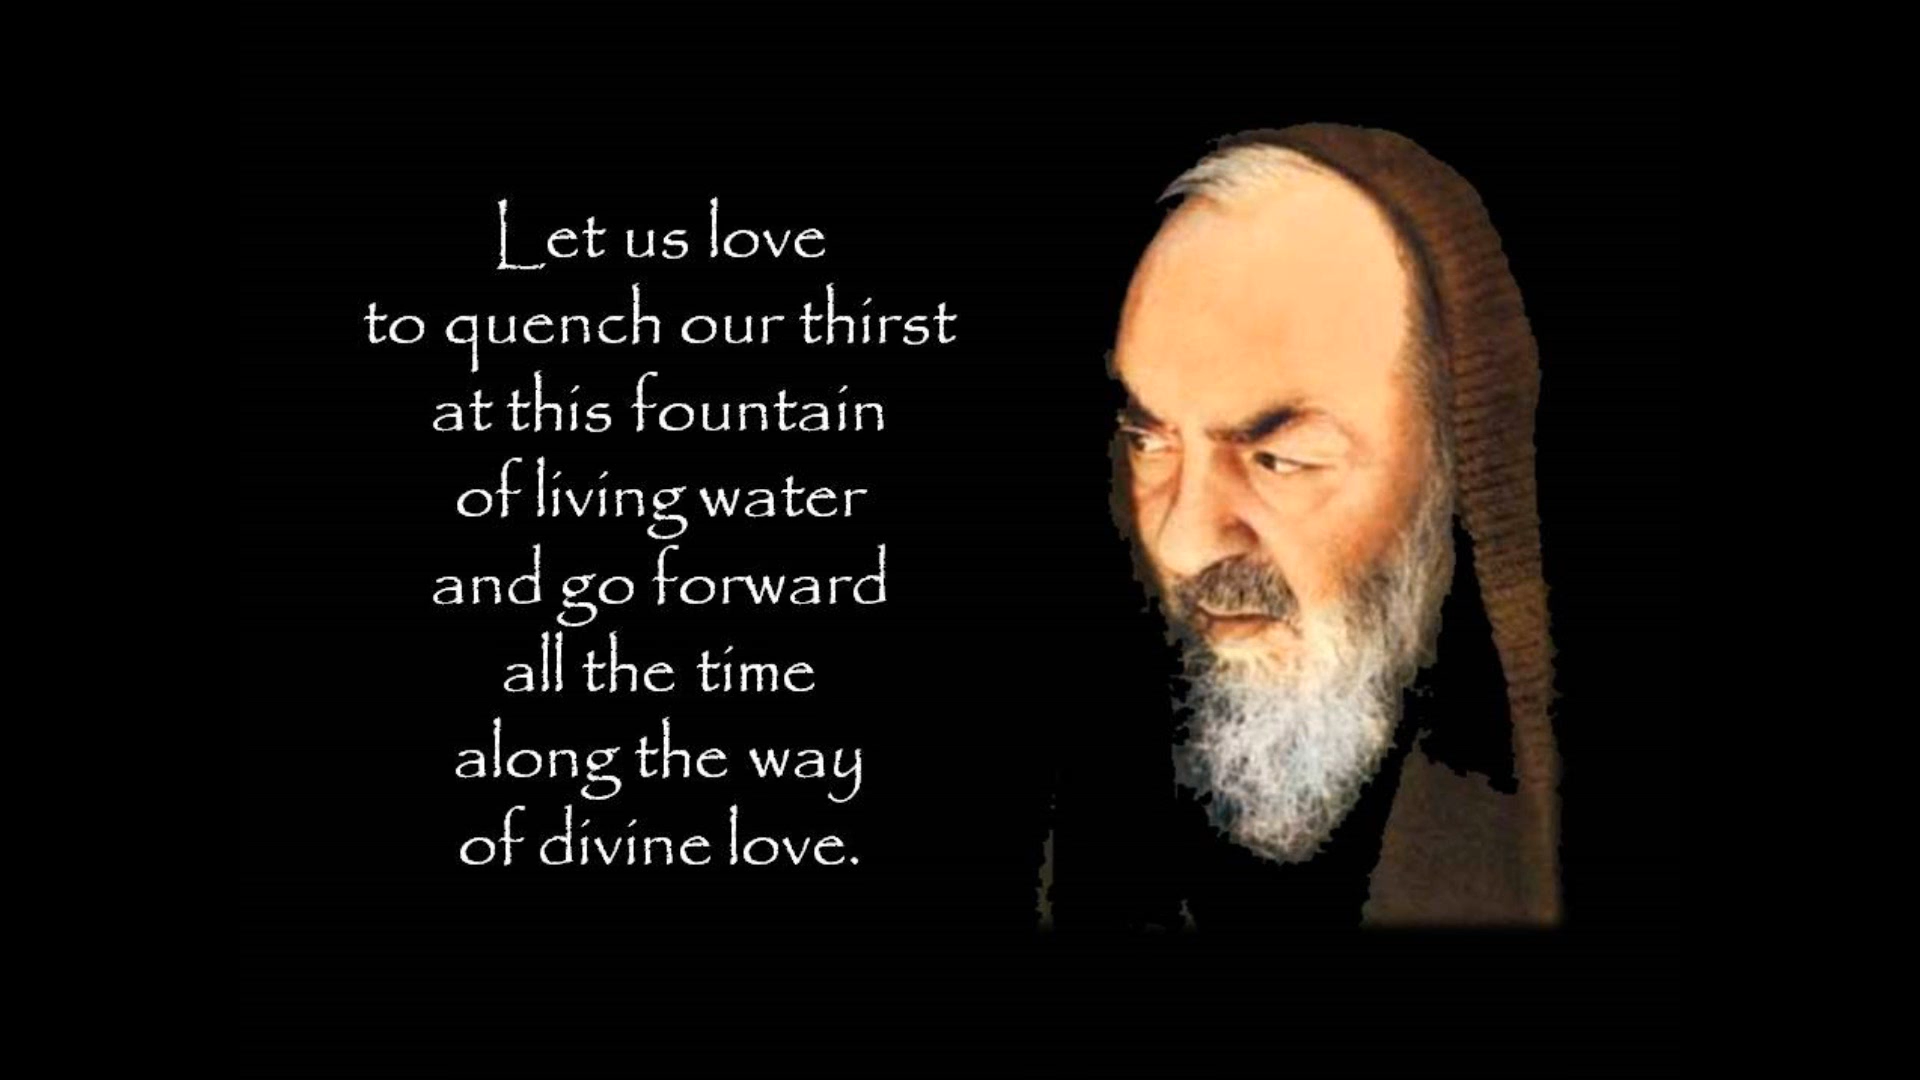 Let us love
to quench our thirst
at this fountain
of living water
and go forward
all the time
along the way
of divine love.